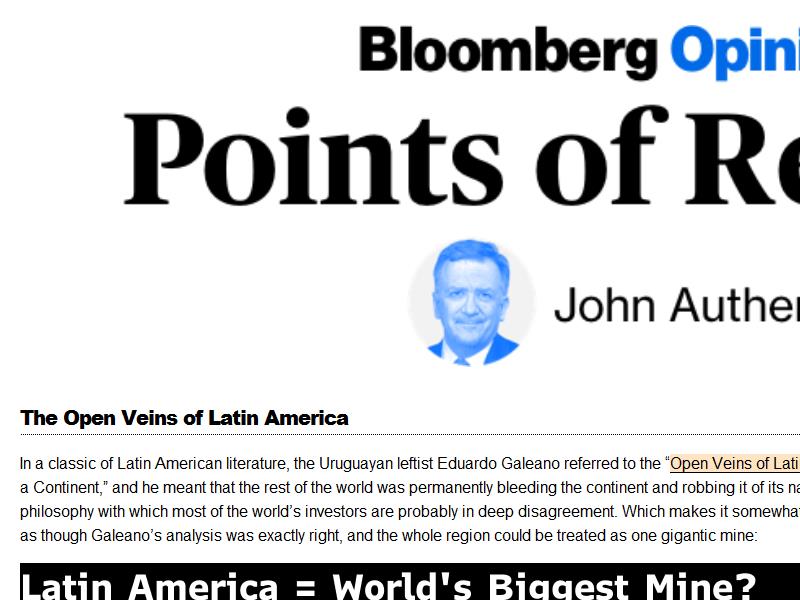 Bloomberg Opini
Points of Re
John Auther
The Open Veins of Latin America
In a classic of Latin American literature, the Uruguayan leftist Eduardo Galeano referred to the “Open Veins of Lati
a Continent,” and he meant that the rest of the world was permanently bleeding the continent and robbing it of its na
philosophy with which most of the world’s investors are probably in deep disagreement. Which makes it somewha
as though Galeano’s analysis was exactly right, and the whole region could be treated as one gigantic mine:
Latin America = World's Biggest Mine?